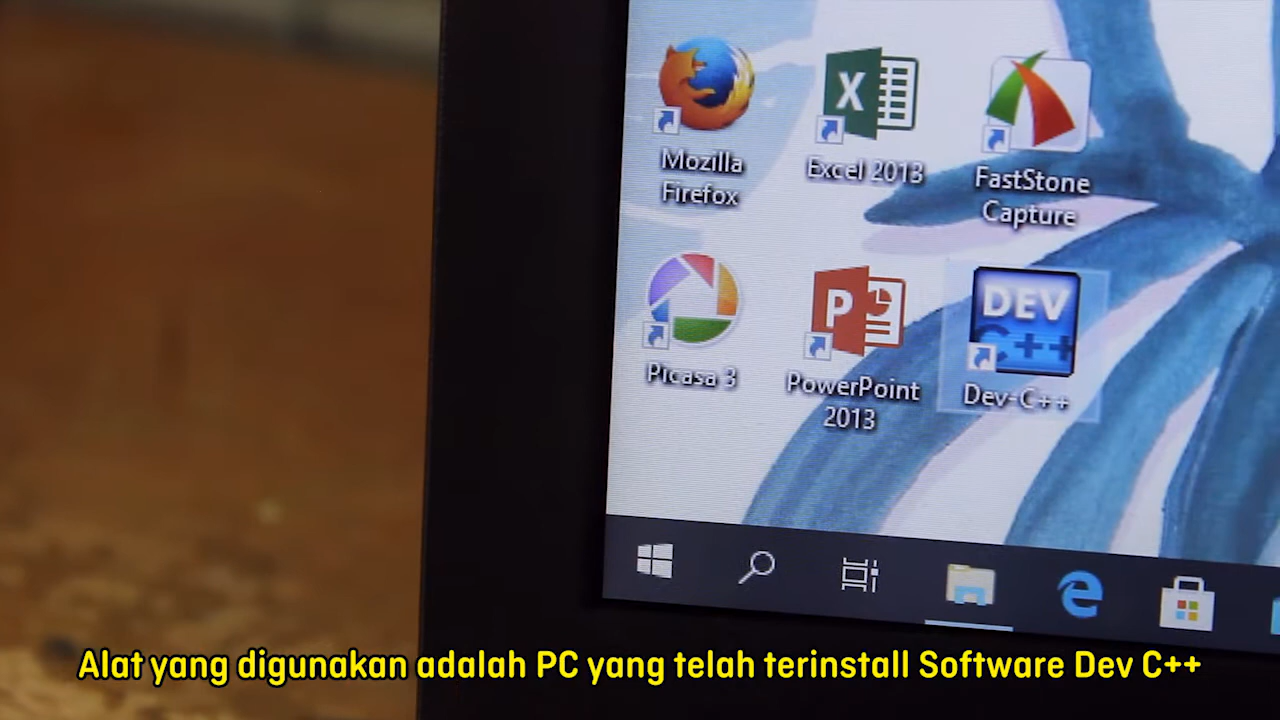 Mozilla
Firefox
Excel 2013
FastStone
Capture
Picasa 3
PowerPoint
2013
DEV
C++
Dev-C++
Alat yang digunakan adalah PC yang telah terinstall Software Dev C++